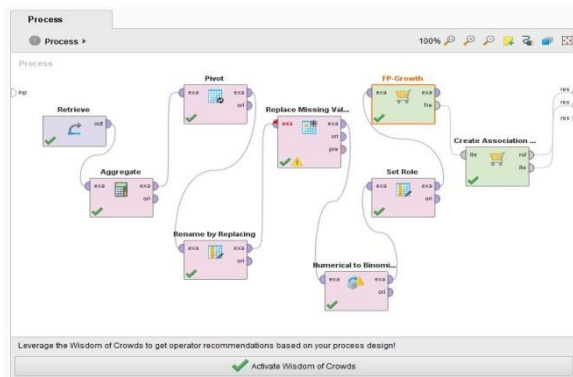 Process
Process
100%
Process
inp
res
res
res
Retrieve
out
Aggregate
exa
exa
ori
Pivot
exa
exa
ori
Rename by Replacing
exa
exa
ori
Replace Missing Val...
exa
exa
ori
pre
Numerical to Binomi...
exa
exa
ori
Set Role
exa
exa
ori
FP-Growth
exa
exa
fre
Create Association ...
ite
rul
ite
Leverage the Wisdom of Crowds to get operator recommendations based on your process design!
Activate Wisdom of Crowds